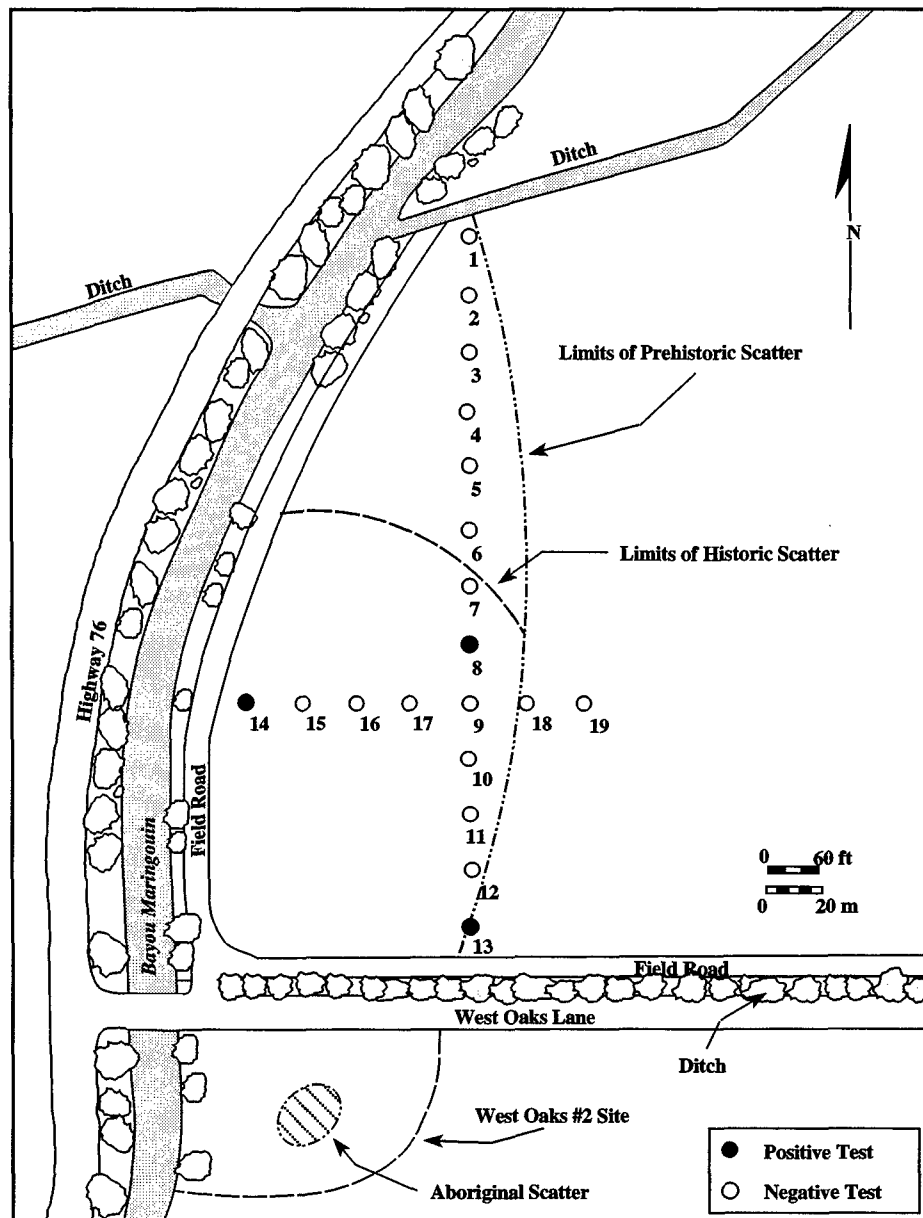 Ditch
N
1
Ditch
2
Limits of Prehistoric Scatter
3
4
5
6
Limits of Historic Scatter
7
8
Highway 76
14
15
16
17
9
18
19
10
Field Road
11
0 60 ft
12
0 20 m
Bayou Maringouin
13
Field Road
West Oaks Lane
Ditch
West Oaks #2 Site
Aboriginal Scatter
Positive Test
Negative Test